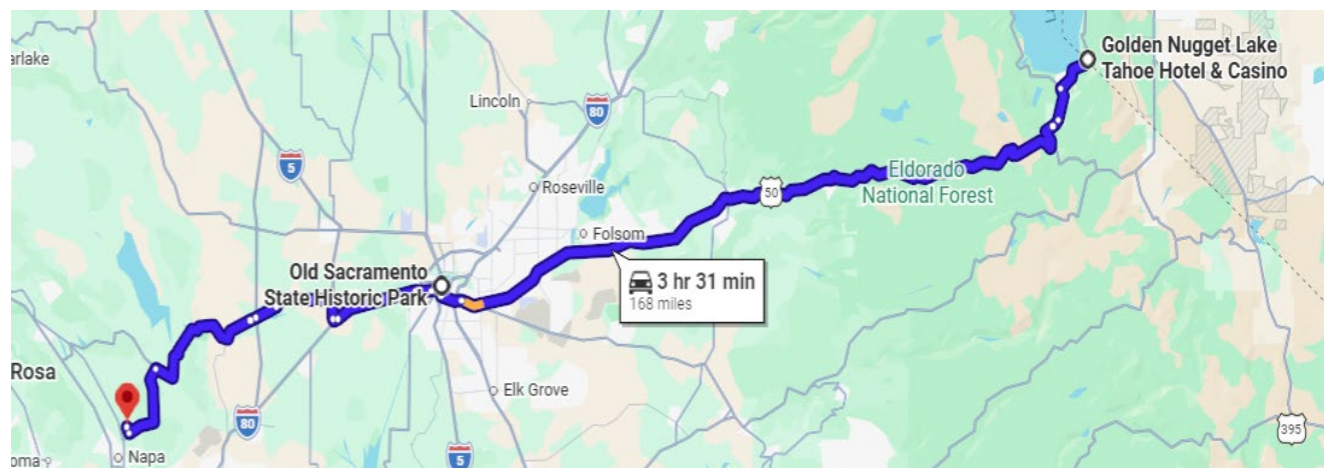 arlake
Golden Nugget Lake
Tahoe Hotel & Casino
Lincoln
80
5
Roseville
Eldorado
National Forest
50
Folsom
Old Sacramento
State Historic Park
3 hr 31 min
168 miles
Rosa
Elk Grove
80
395
Napa
5
oma